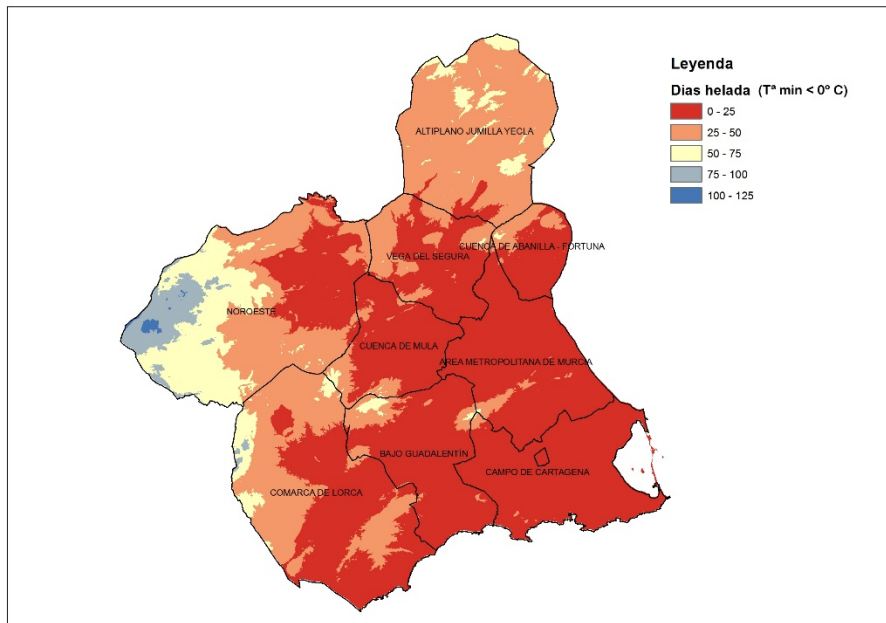 Leyenda
Dias helada (Tª min < 0º C)
0 - 25
25 - 50
50 - 75
75 - 100
100 - 125
ALTIPLANO JUMILLA YECLA
VEGA DEL SEGURA
CUENCA DE ABANILLA - FORTUNA
NOROESTE
CUENCA DE MULA
AREA METROPOLITANA DE MURCIA
BAJO GUADALENTÍN
CAMPO DE CARTAGENA
COMARCA DE LORCA